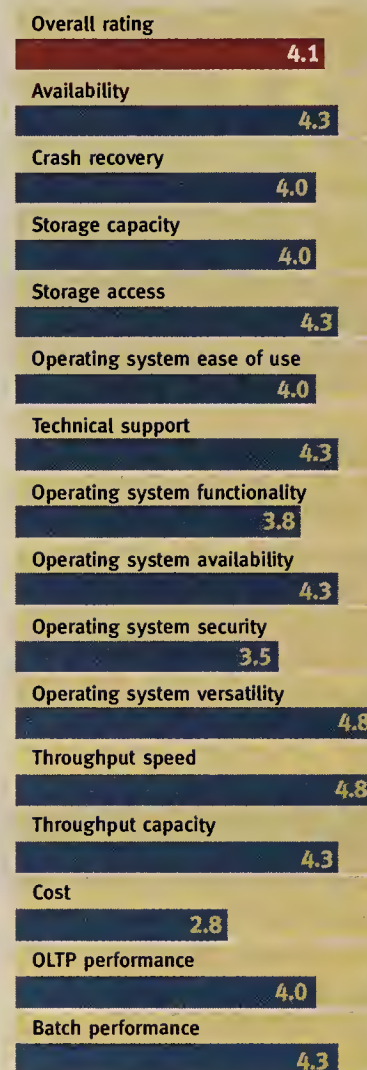 Overall rating
4.1
Availability
4.3
Crash recovery
4.0
Storage capacity
4.0
Storage access
4.3
Operating system ease of use
4.0
Technical support
4.3
Operating system functionality
3.8
Operating system availability
4.3
Operating system security
3.5
Operating system versatility
4.8
Throughput speed
4.8
Throughput capacity
4.3
Cost
2.8
OLTP performance
4.0
Batch performance
4.3